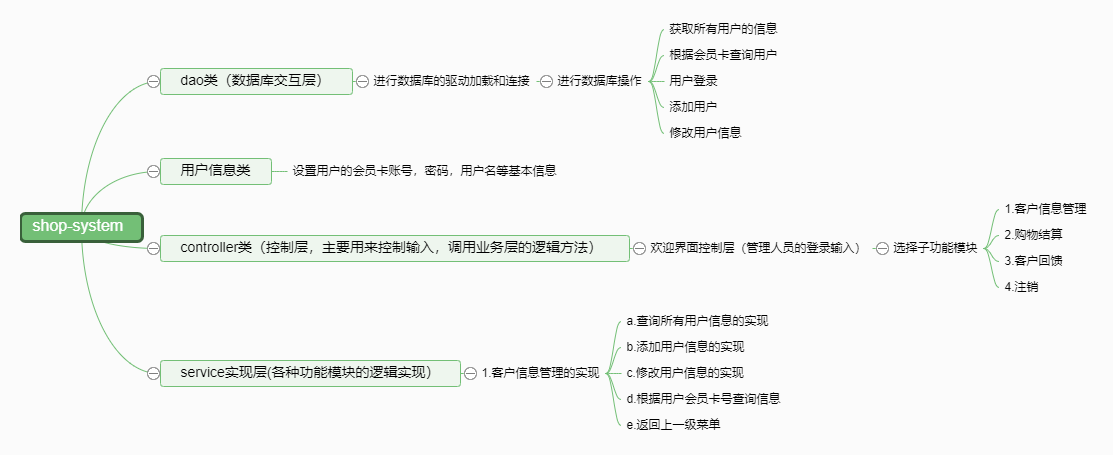 shop-system
dao类（数据库交互层）
进行数据库的驱动加载和连接
进行数据库操作
获取所有用户的信息
根据会员卡查询用户
用户登录
添加用户
修改用户信息
用户信息类
设置用户的会员卡账号，密码，用户名等基本信息
controller类（控制层，主要用来控制输入，调用业务层的逻辑方法）
欢迎界面控制层（管理人员的登录输入）
选择子功能模块
1.客户信息管理
2.购物结算
3.客户回馈
4.注销
service实现层(各种功能模块的逻辑实现）
1.客户信息管理的实现
a.查询所有用户信息的实现
b.添加用户信息的实现
c.修改用户信息的实现
d.根据用户会员卡号查询信息
e.返回上一级菜单